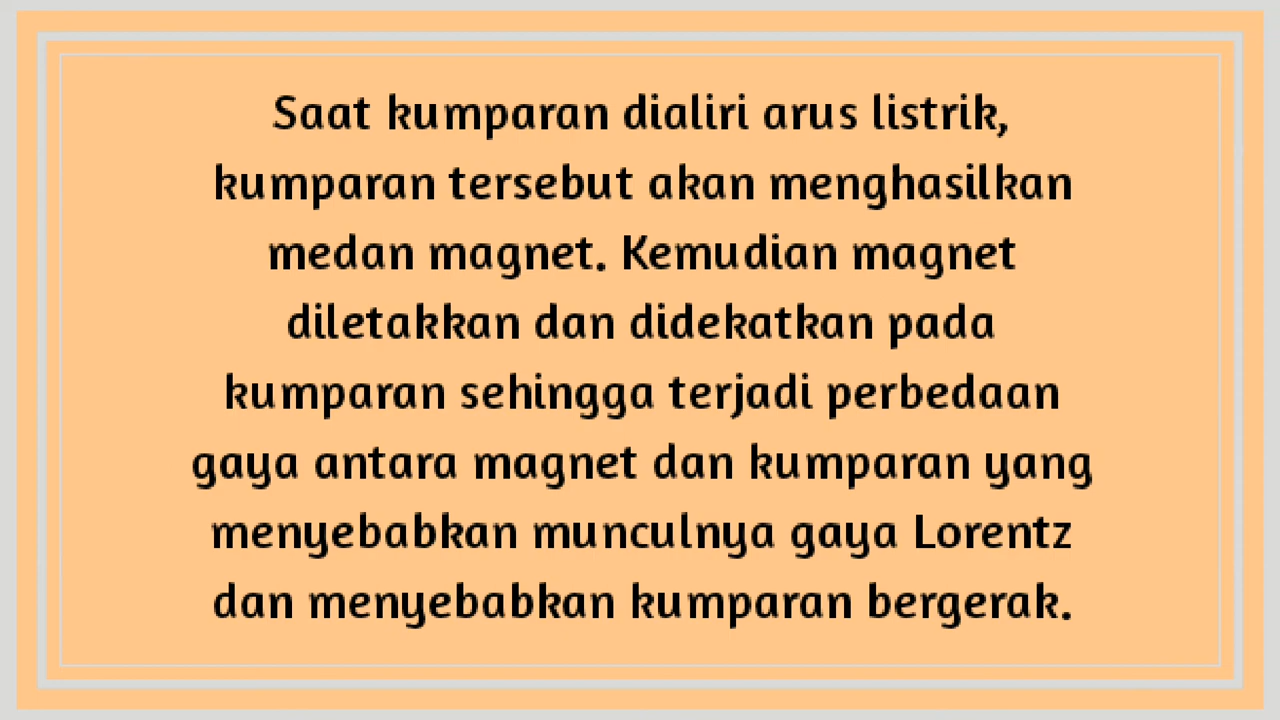 Saat kumparan dialiri arus listrik,
kumparan tersebut akan menghasilkan
medan magnet. Kemudian magnet
diletakkan dan didekatkan pada
kumparan sehingga terjadi perbedaan
gaya antara magnet dan kumparan yang
menyebabkan munculnya gaya Lorentz
dan menyebabkan kumparan bergerak.